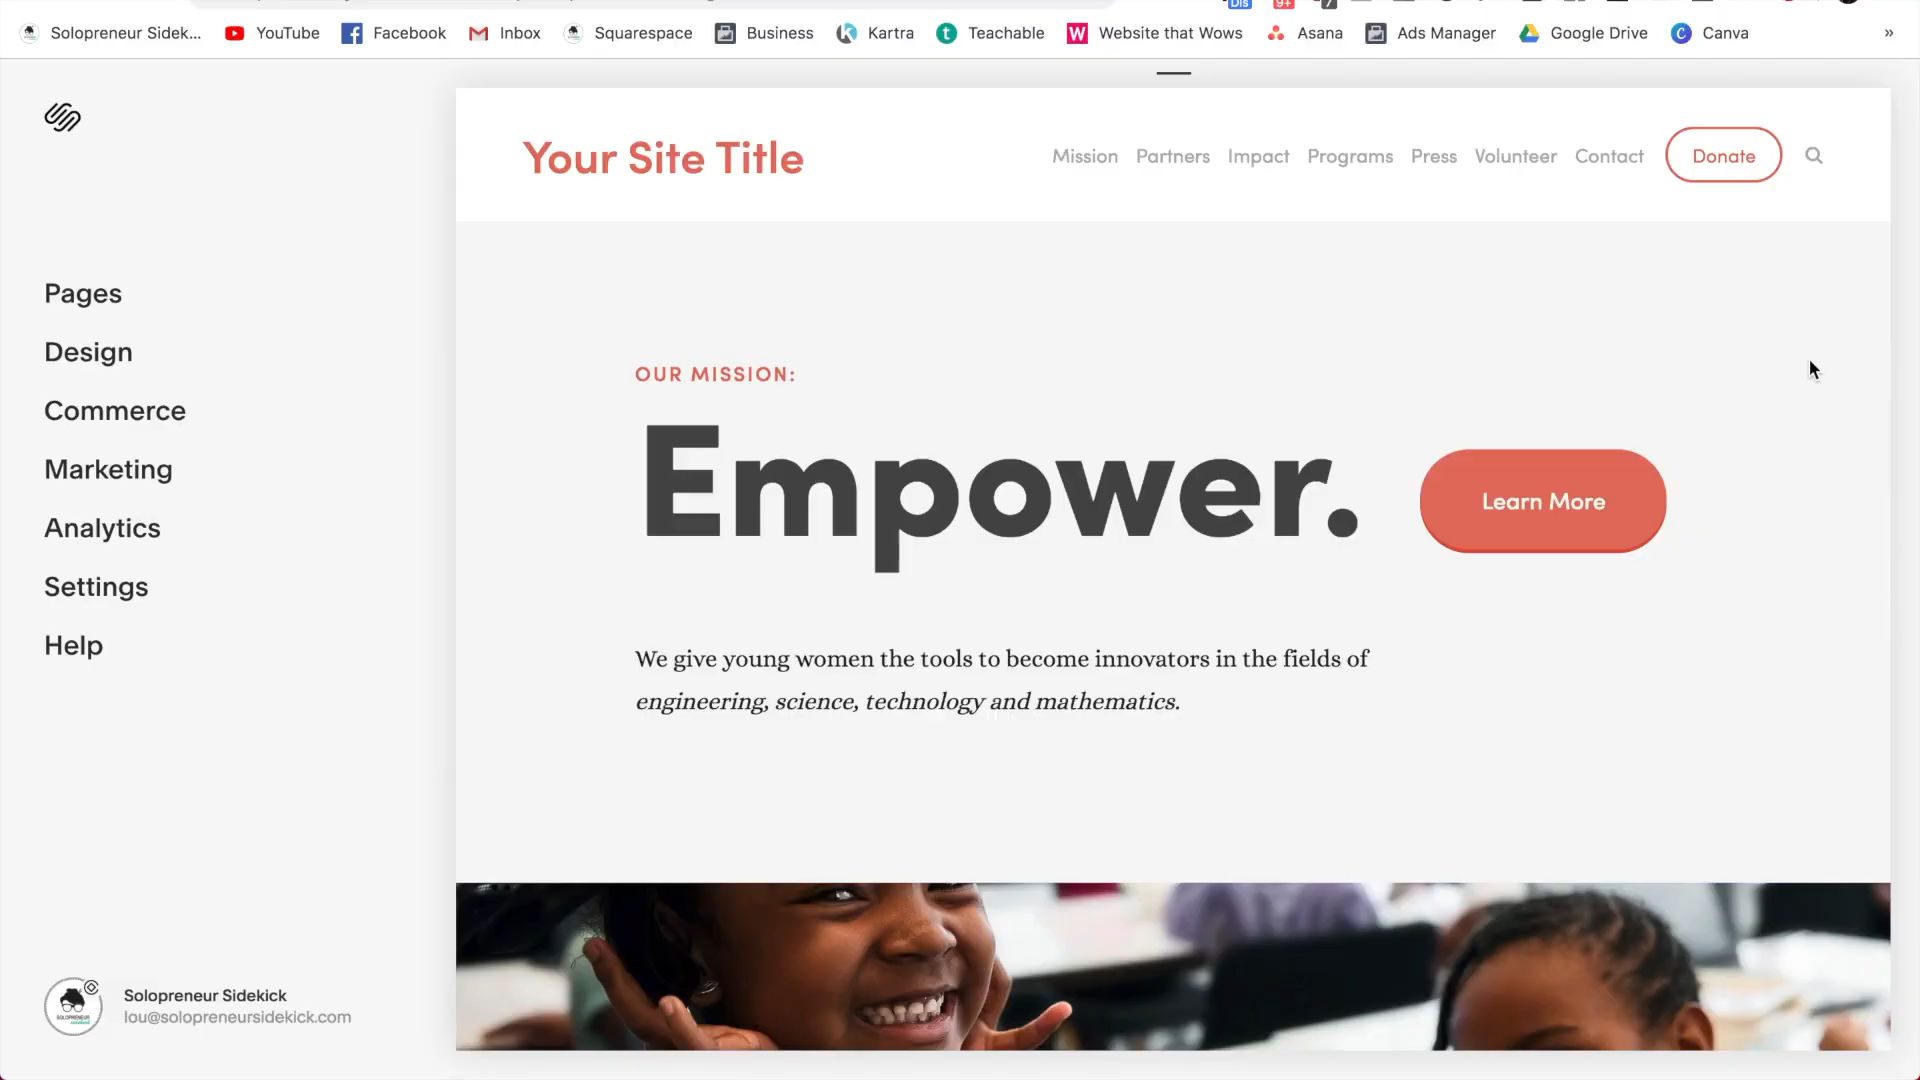 Dis 9+ 7
Solopreneur Sidek... YouTube Facebook Inbox Squarespace Business Kartra Teachable Website that Wows Asana Ads Manager Google Drive Canva »
Your Site Title
Mission Partners Impact Programs Press Volunteer Contact Donate
Pages
Design
Commerce
Marketing
Analytics
Settings
Help
OUR MISSION:
Empower.
Learn More
We give young women the tools to become innovators in the fields of
engineering, science, technology and mathematics.
Solopreneur Sidekick
lou@solopreneursidekick.com